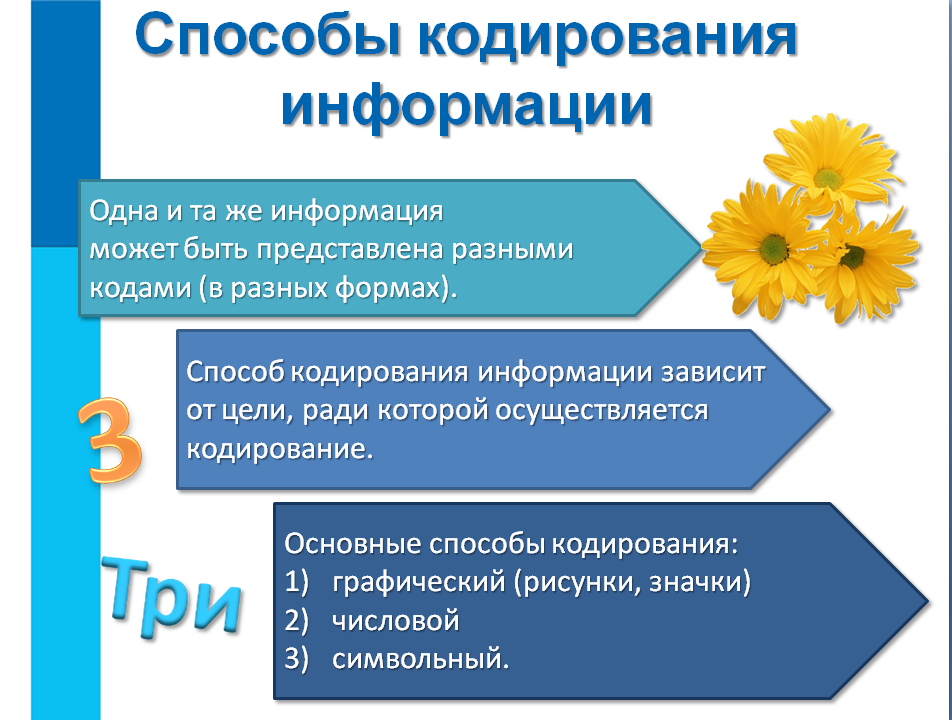 Способы кодирования
информации
Одна и та же информация
может быть представлена разными
кодами (в разных формах).
Способ кодирования информации зависит
от цели, ради которой осуществляется
кодирование.
3
Основные способы кодирования:
1) графический (рисунки, значки)
2) числовой
3) символьный.
Три